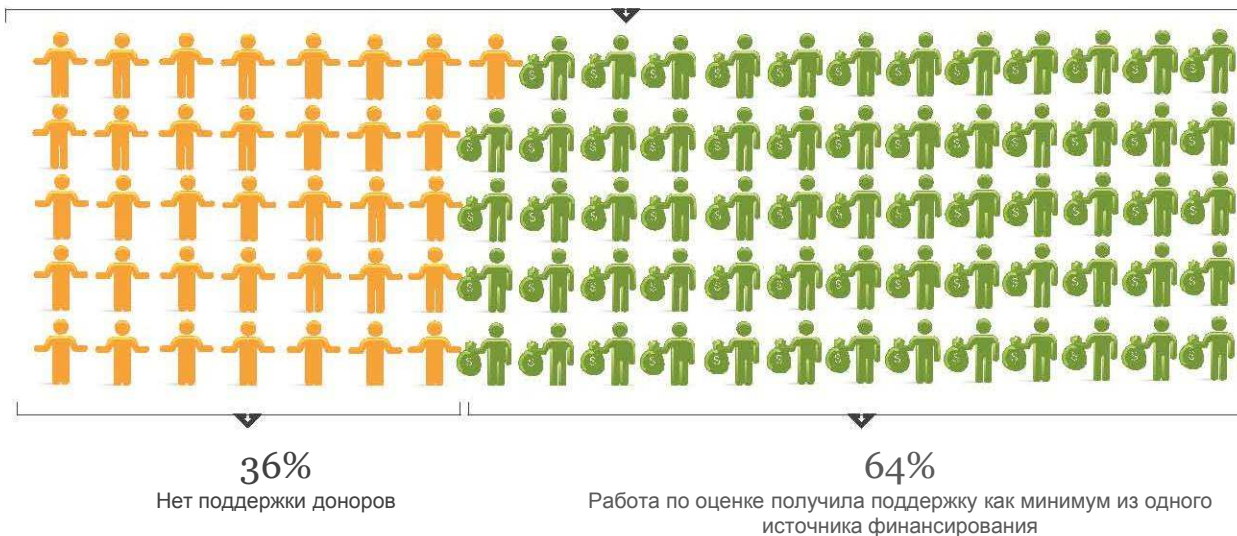 36%
Нет поддержки доноров
64%
Работа по оценке получила поддержку как минимум из одного
источника финансирования